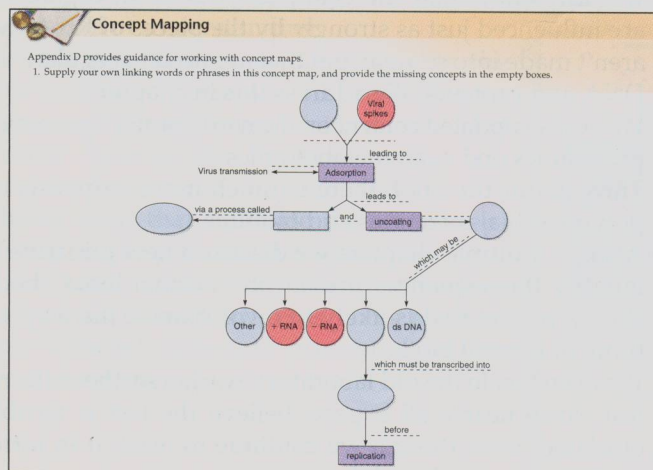 Concept Mapping
Appendix D provides guidance for working with concept maps.
1. Supply your own linking words or phrases in this concept map, and provide the missing concepts in the empty boxes.
Viral
spikes
leading to
Virus transmission
Adsorption
leads to
via a process called
and
uncoating
which may be
Other
+ RNA
− RNA
ds DNA
which must be transcribed into
before
replication